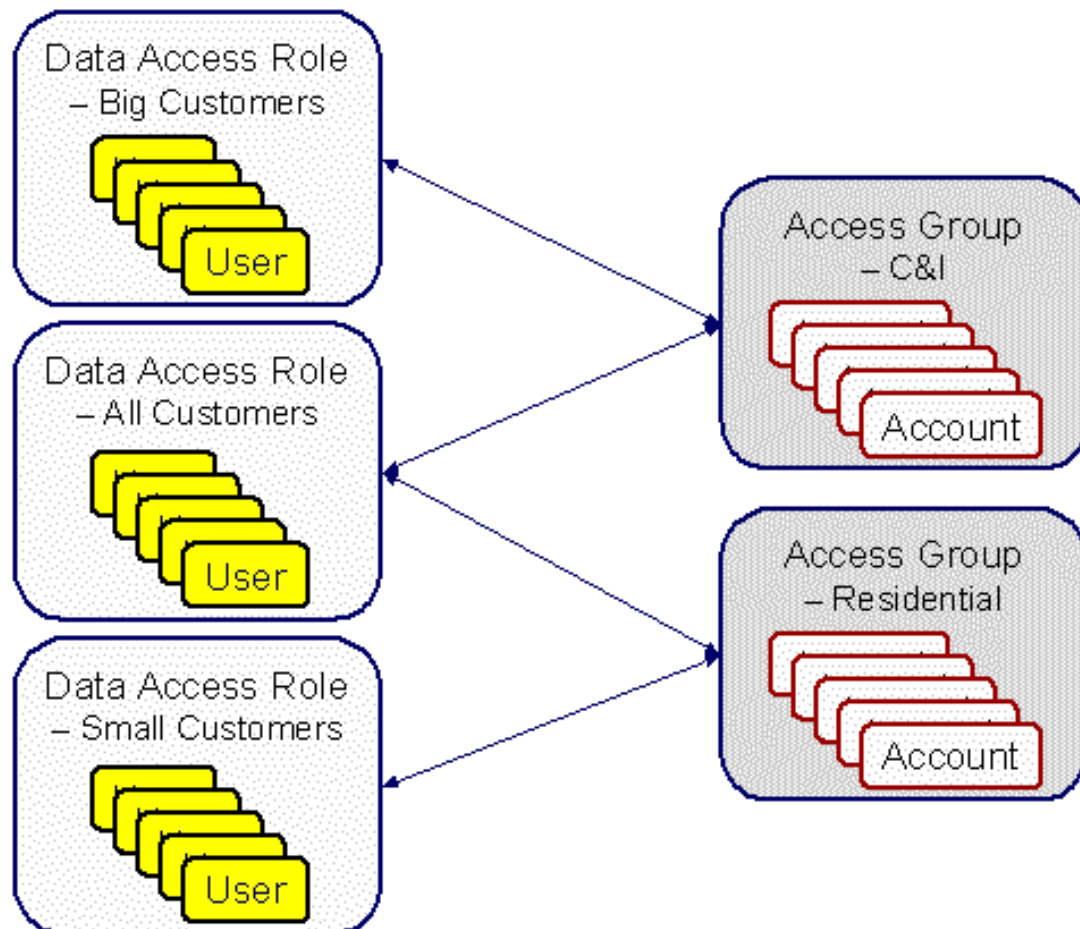 Data Access Role
– Big Customers
User
Data Access Role
– All Customers
User
Data Access Role
– Small Customers
User
Access Group
– C&I
Account
Access Group
– Residential
Account